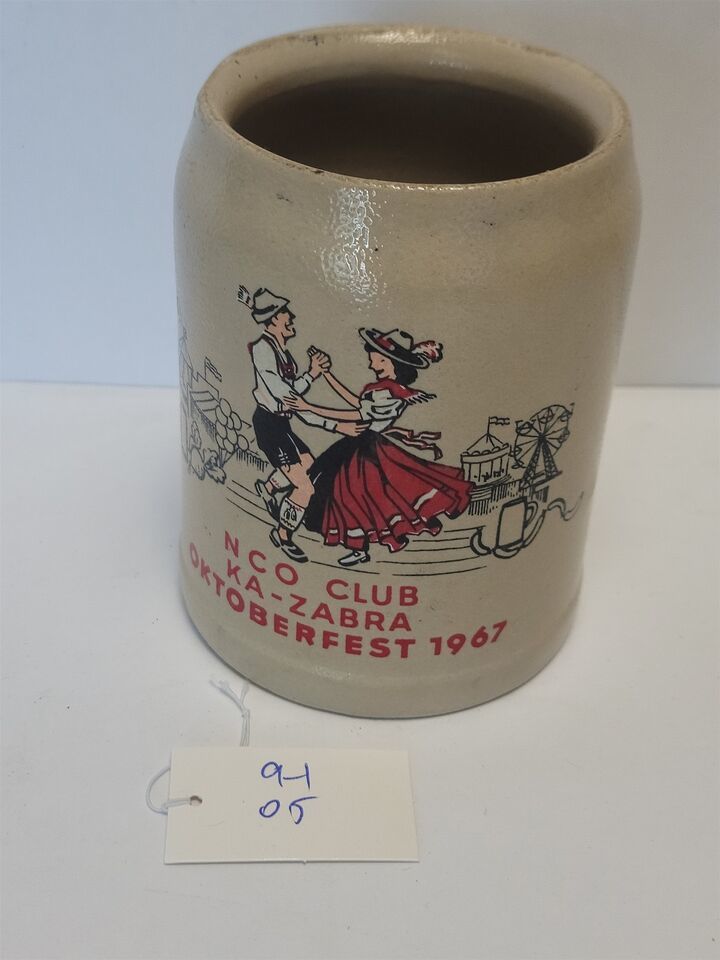 NCO CLUB
KA-ZABRA
OKTOBERFEST 1967
9-1
05